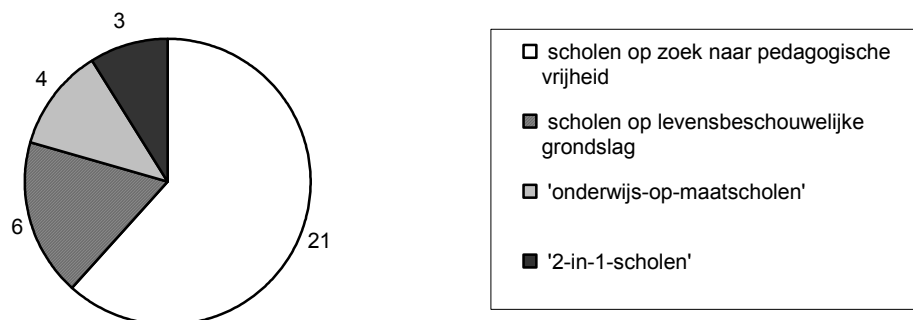 3
4
6
21
scholen op zoek naar pedagogische
vrijheid
scholen op levensbeschouwelijke
grondslag
'onderwijs-op-maatscholen'
'2-in-1-scholen'